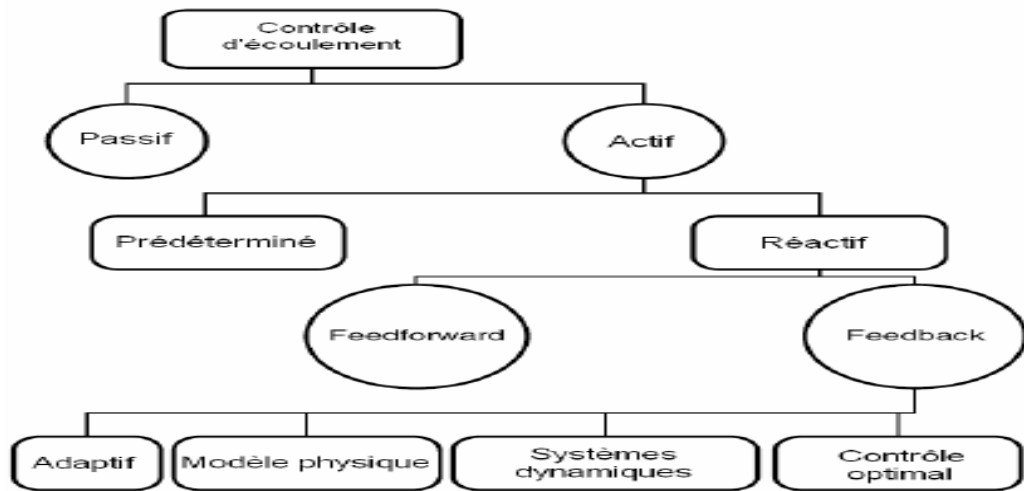 Contrôle
d'écoulement
Passif
Actif
Prédéterminé
Réactif
Feedforward
Feedback
Adaptif
Modèle physique
Systèmes
dynamiques
Contrôle
optimal